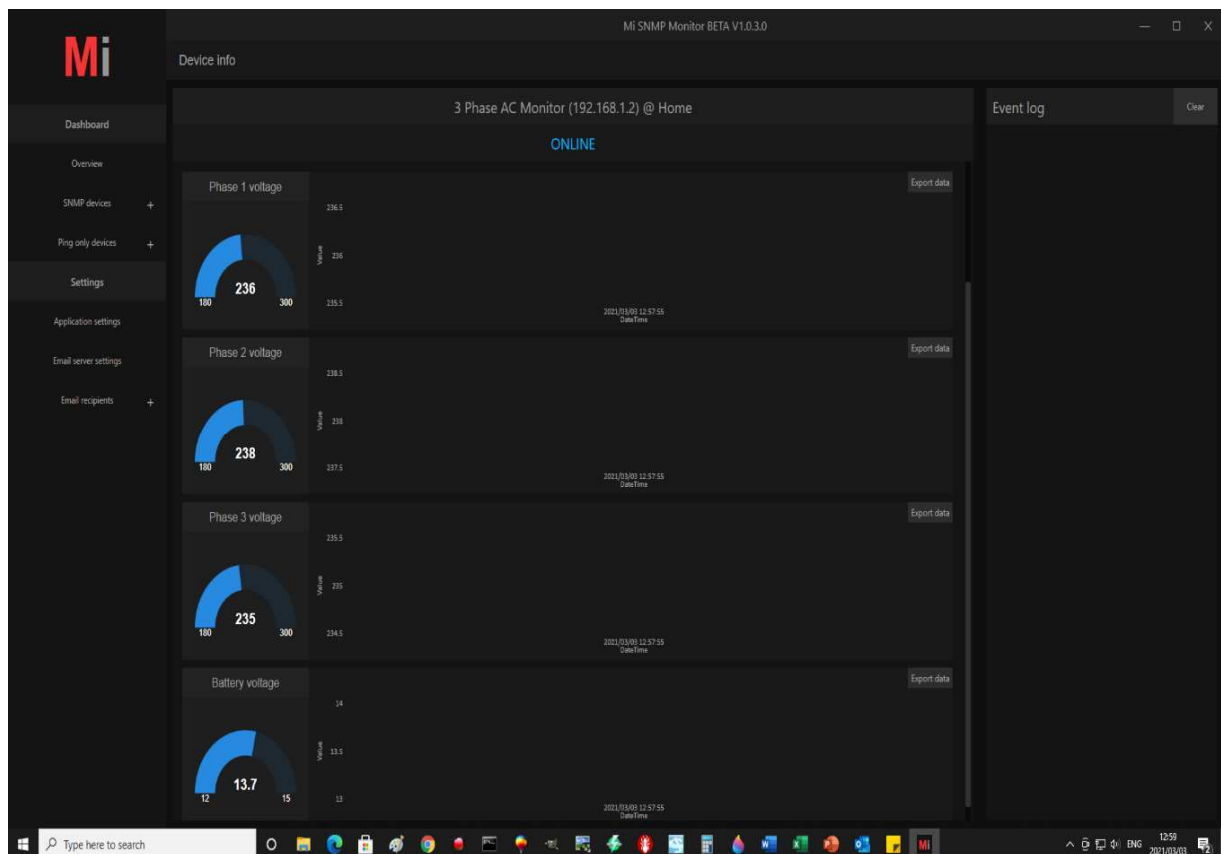 Mi SNMP Monitor BETA V1.0.3.0
Mi
Device info
Dashboard
Overview
SNMP devices +
Ping only devices +
Settings
Application settings
Email server settings
Email recipients +
3 Phase AC Monitor (192.168.1.2) @ Home
ONLINE
Phase 1 voltage
236
180 300
Export data
236.5
Value 236
235.5
2021/03/03 12:57:55
DateTime
Phase 2 voltage
238
180 300
Export data
238.5
Value 238
237.5
2021/03/03 12:57:55
DateTime
Phase 3 voltage
235
180 300
Export data
235.5
Value 235
234.5
2021/03/03 12:57:55
DateTime
Battery voltage
13.7
12 15
Export data
14
Value 13.5
13
2021/03/03 12:57:55
DateTime
Event log Clear
Type here to search
Mi
ENG
12:59
2021/03/03
2